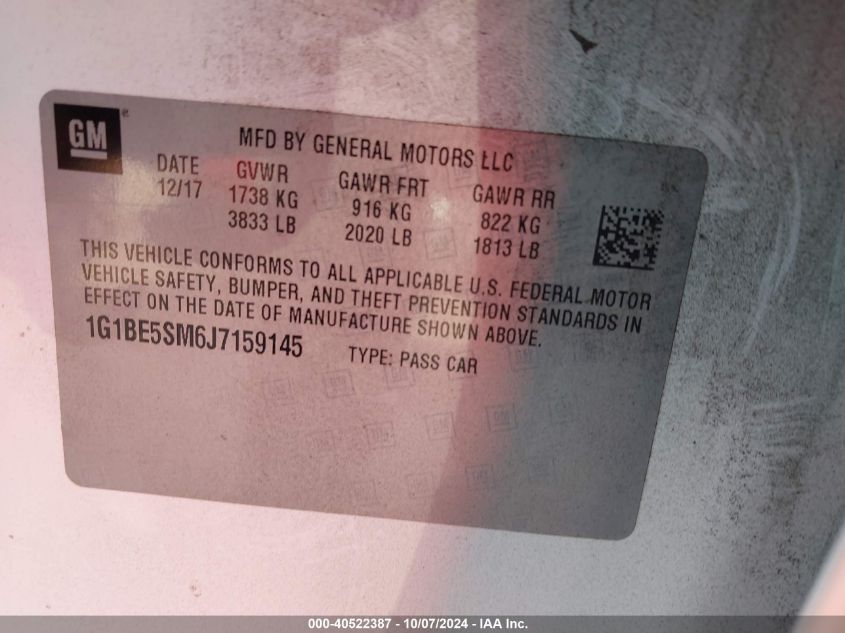 GM®
MFD BY GENERAL MOTORS LLC
DATE GVWR GAWR FRT GAWR RR
12/17 1738 KG 916 KG 822 KG
3833 LB 2020 LB 1813 LB
THIS VEHICLE CONFORMS TO ALL APPLICABLE U.S. FEDERAL MOTOR
VEHICLE SAFETY, BUMPER, AND THEFT PREVENTION STANDARDS IN
EFFECT ON THE DATE OF MANUFACTURE SHOWN ABOVE.
1G1BE5SM6J7159145 TYPE: PASS CAR
000-40522387 - 10/07/2024 - IAA Inc.